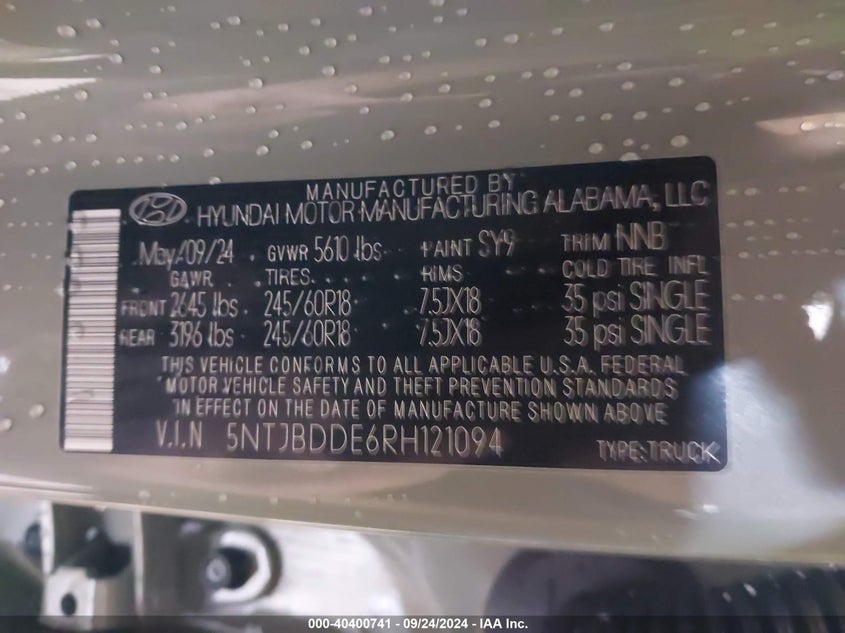 MANUFACTURED BY
HYUNDAI MOTOR MANUFACTURING ALABAMA, LLC
May/09/24 GVWR 5610 lbs PAINT SY9 TRIM NNB
GAWR TIRES RIMS COLD TIRE INFL
FRONT 2645 lbs 245/60R18 7.5JX18 35 psi SINGLE
REAR 3196 lbs 245/60R18 7.5JX18 35 psi SINGLE
THIS VEHICLE CONFORMS TO ALL APPLICABLE U.S.A. FEDERAL
MOTOR VEHICLE SAFETY AND THEFT PREVENTION STANDARDS
IN EFFECT ON THE DATE OF MANUFACTURE SHOWN ABOVE
V.I.N 5NTJBDDE6RH121094 TYPE:TRUCK
000-40400741 - 09/24/2024 - IAA Inc.